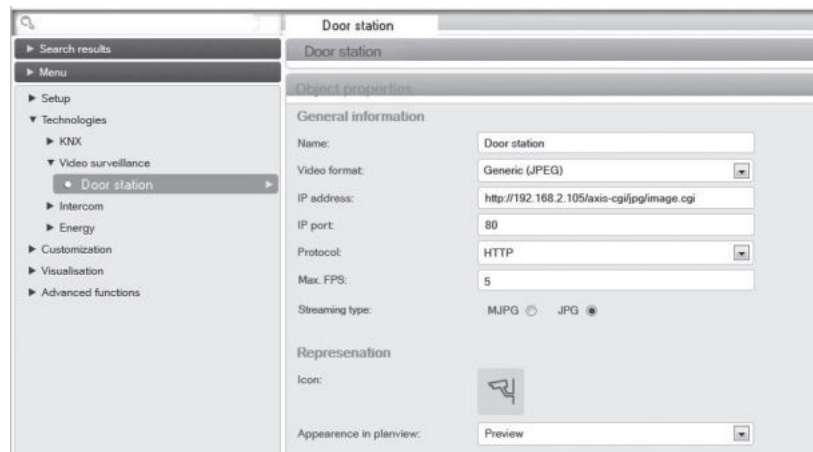 Door station
Search results
Door station
Menu
Object properties
Setup
General information
Technologies
KNX
Name: Door station
Video surveillance
Video format: Generic (JPEG)
Door station
IP address: http://192.168.2.105/axis-cgi/jpg/image.cgi
Intercom
IP port: 80
Energy
Customization
Protocol: HTTP
Visualisation
Max. FPS: 5
Advanced functions
Streaming type: MJPG JPG
Represenation
Icon:
Appearence in planview: Preview